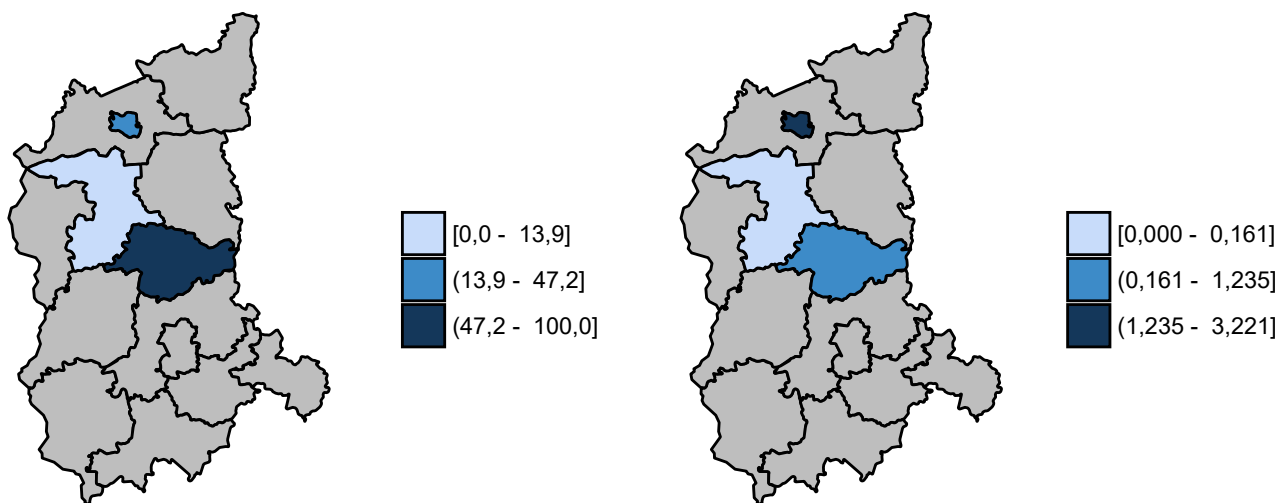 [0,0 -  13,9]
(13,9 -  47,2]
(47,2 -  100,0]
[0,000 -  0,161]
(0,161 -  1,235]
(1,235 -  3,221]